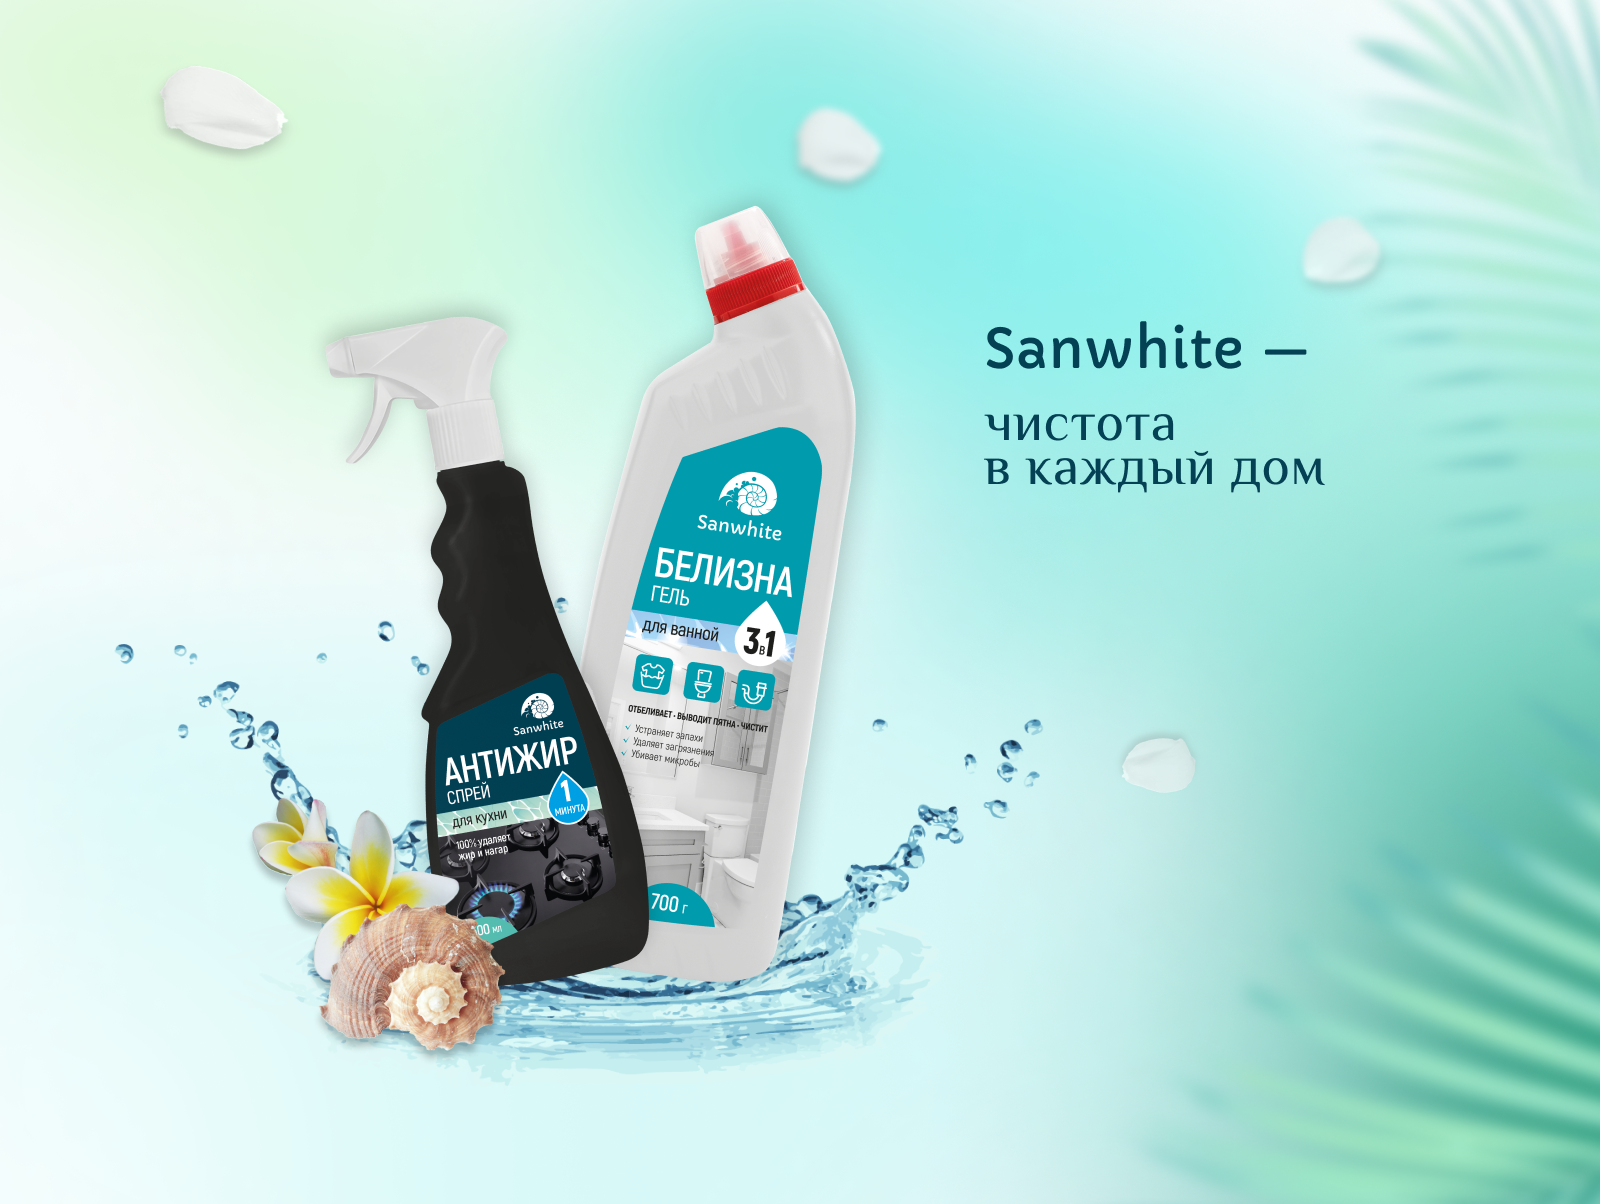 Sanwhite —
чистота
в каждый дом
Sanwhite
БЕЛИЗНА
ГЕЛЬ
для ванной
3в1
ОТБЕЛИВАЕТ • ВЫВОДИТ ПЯТНА • ЧИСТИТ
Устраняет запахи
Удаляет загрязнения
Убивает микробы
700 г
Sanwhite
АНТИЖИР
СПРЕЙ
1
МИНУТА
для кухни
100% удаляет
жир и нагар